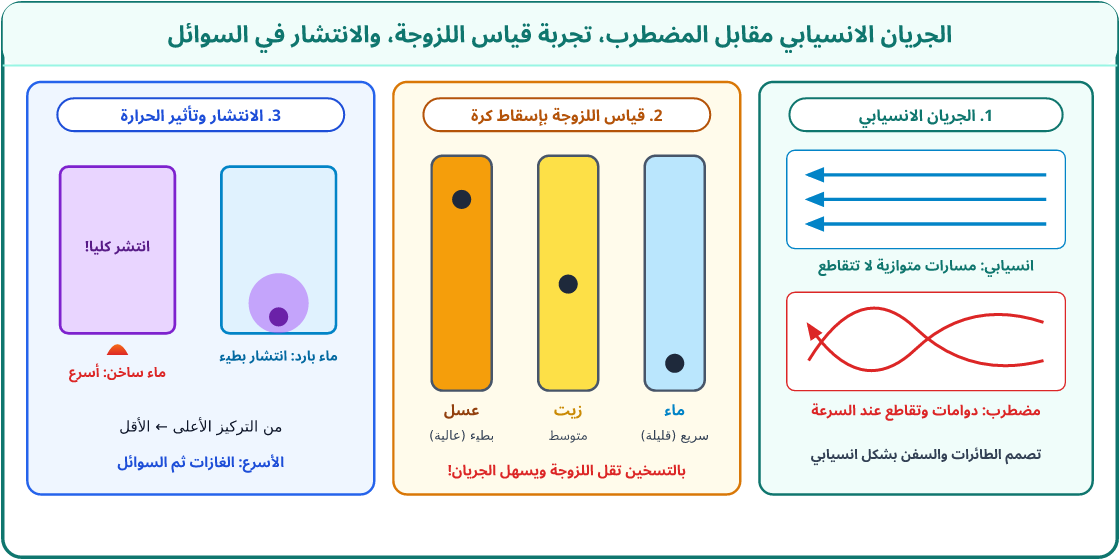 الجريان الانسيابي مقابل المضطرب، تجربة قياس اللزوجة، والانتشار في السوائل
1. الجريان الانسيابي
انسيابي: مسارات متوازية لا تتقاطع
مضطرب: دوامات وتقاطع عند السرعة
تصمم الطائرات والسفن بشكل انسيابي
2. قياس اللزوجة بإسقاط كرة
ماء
زيت
عسل
سريع (قليلة)
متوسط
بطيء (عالية)
بالتسخين تقل اللزوجة ويسهل الجريان!
3. الانتشار وتأثير الحرارة
انتشر كليا!
ماء بارد: انتشار بطيء
ماء ساخن: أسرع
من التركيز الأعلى ← الأقل
الأسرع: الغازات ثم السوائل